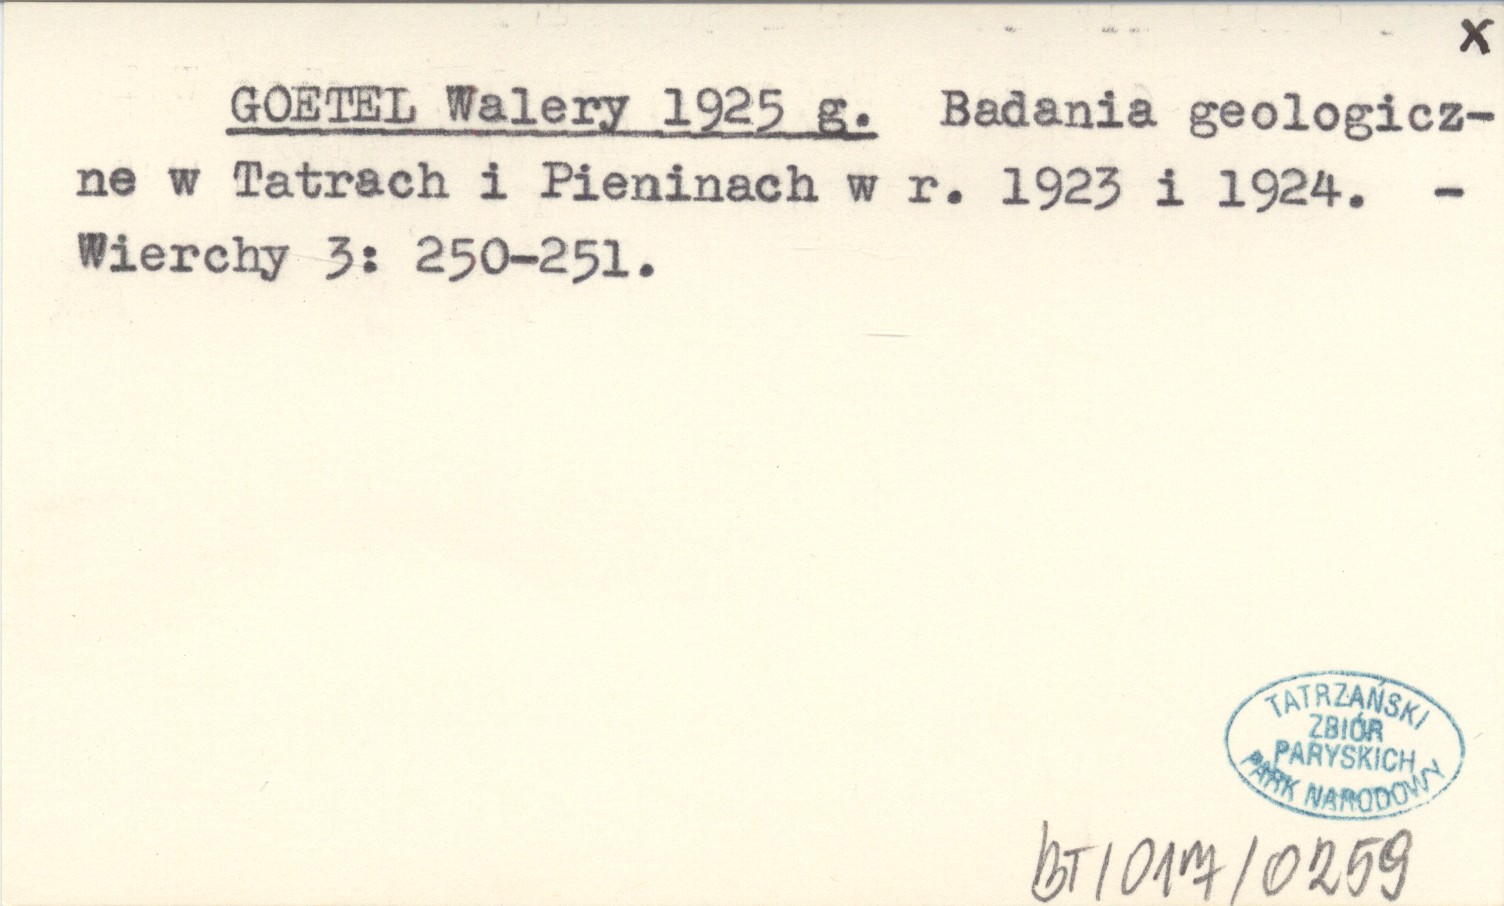 x
GOETEL Walery 1925 g. Badania geologicz-
ne w Tatrach i Pieninach w r. 1923 i 1924. -
Wierchy 3: 250-251.
TATRZAŃSKI
ZBIÓR
PARYSKICH
PARK NARODOWY
BT/017/0259